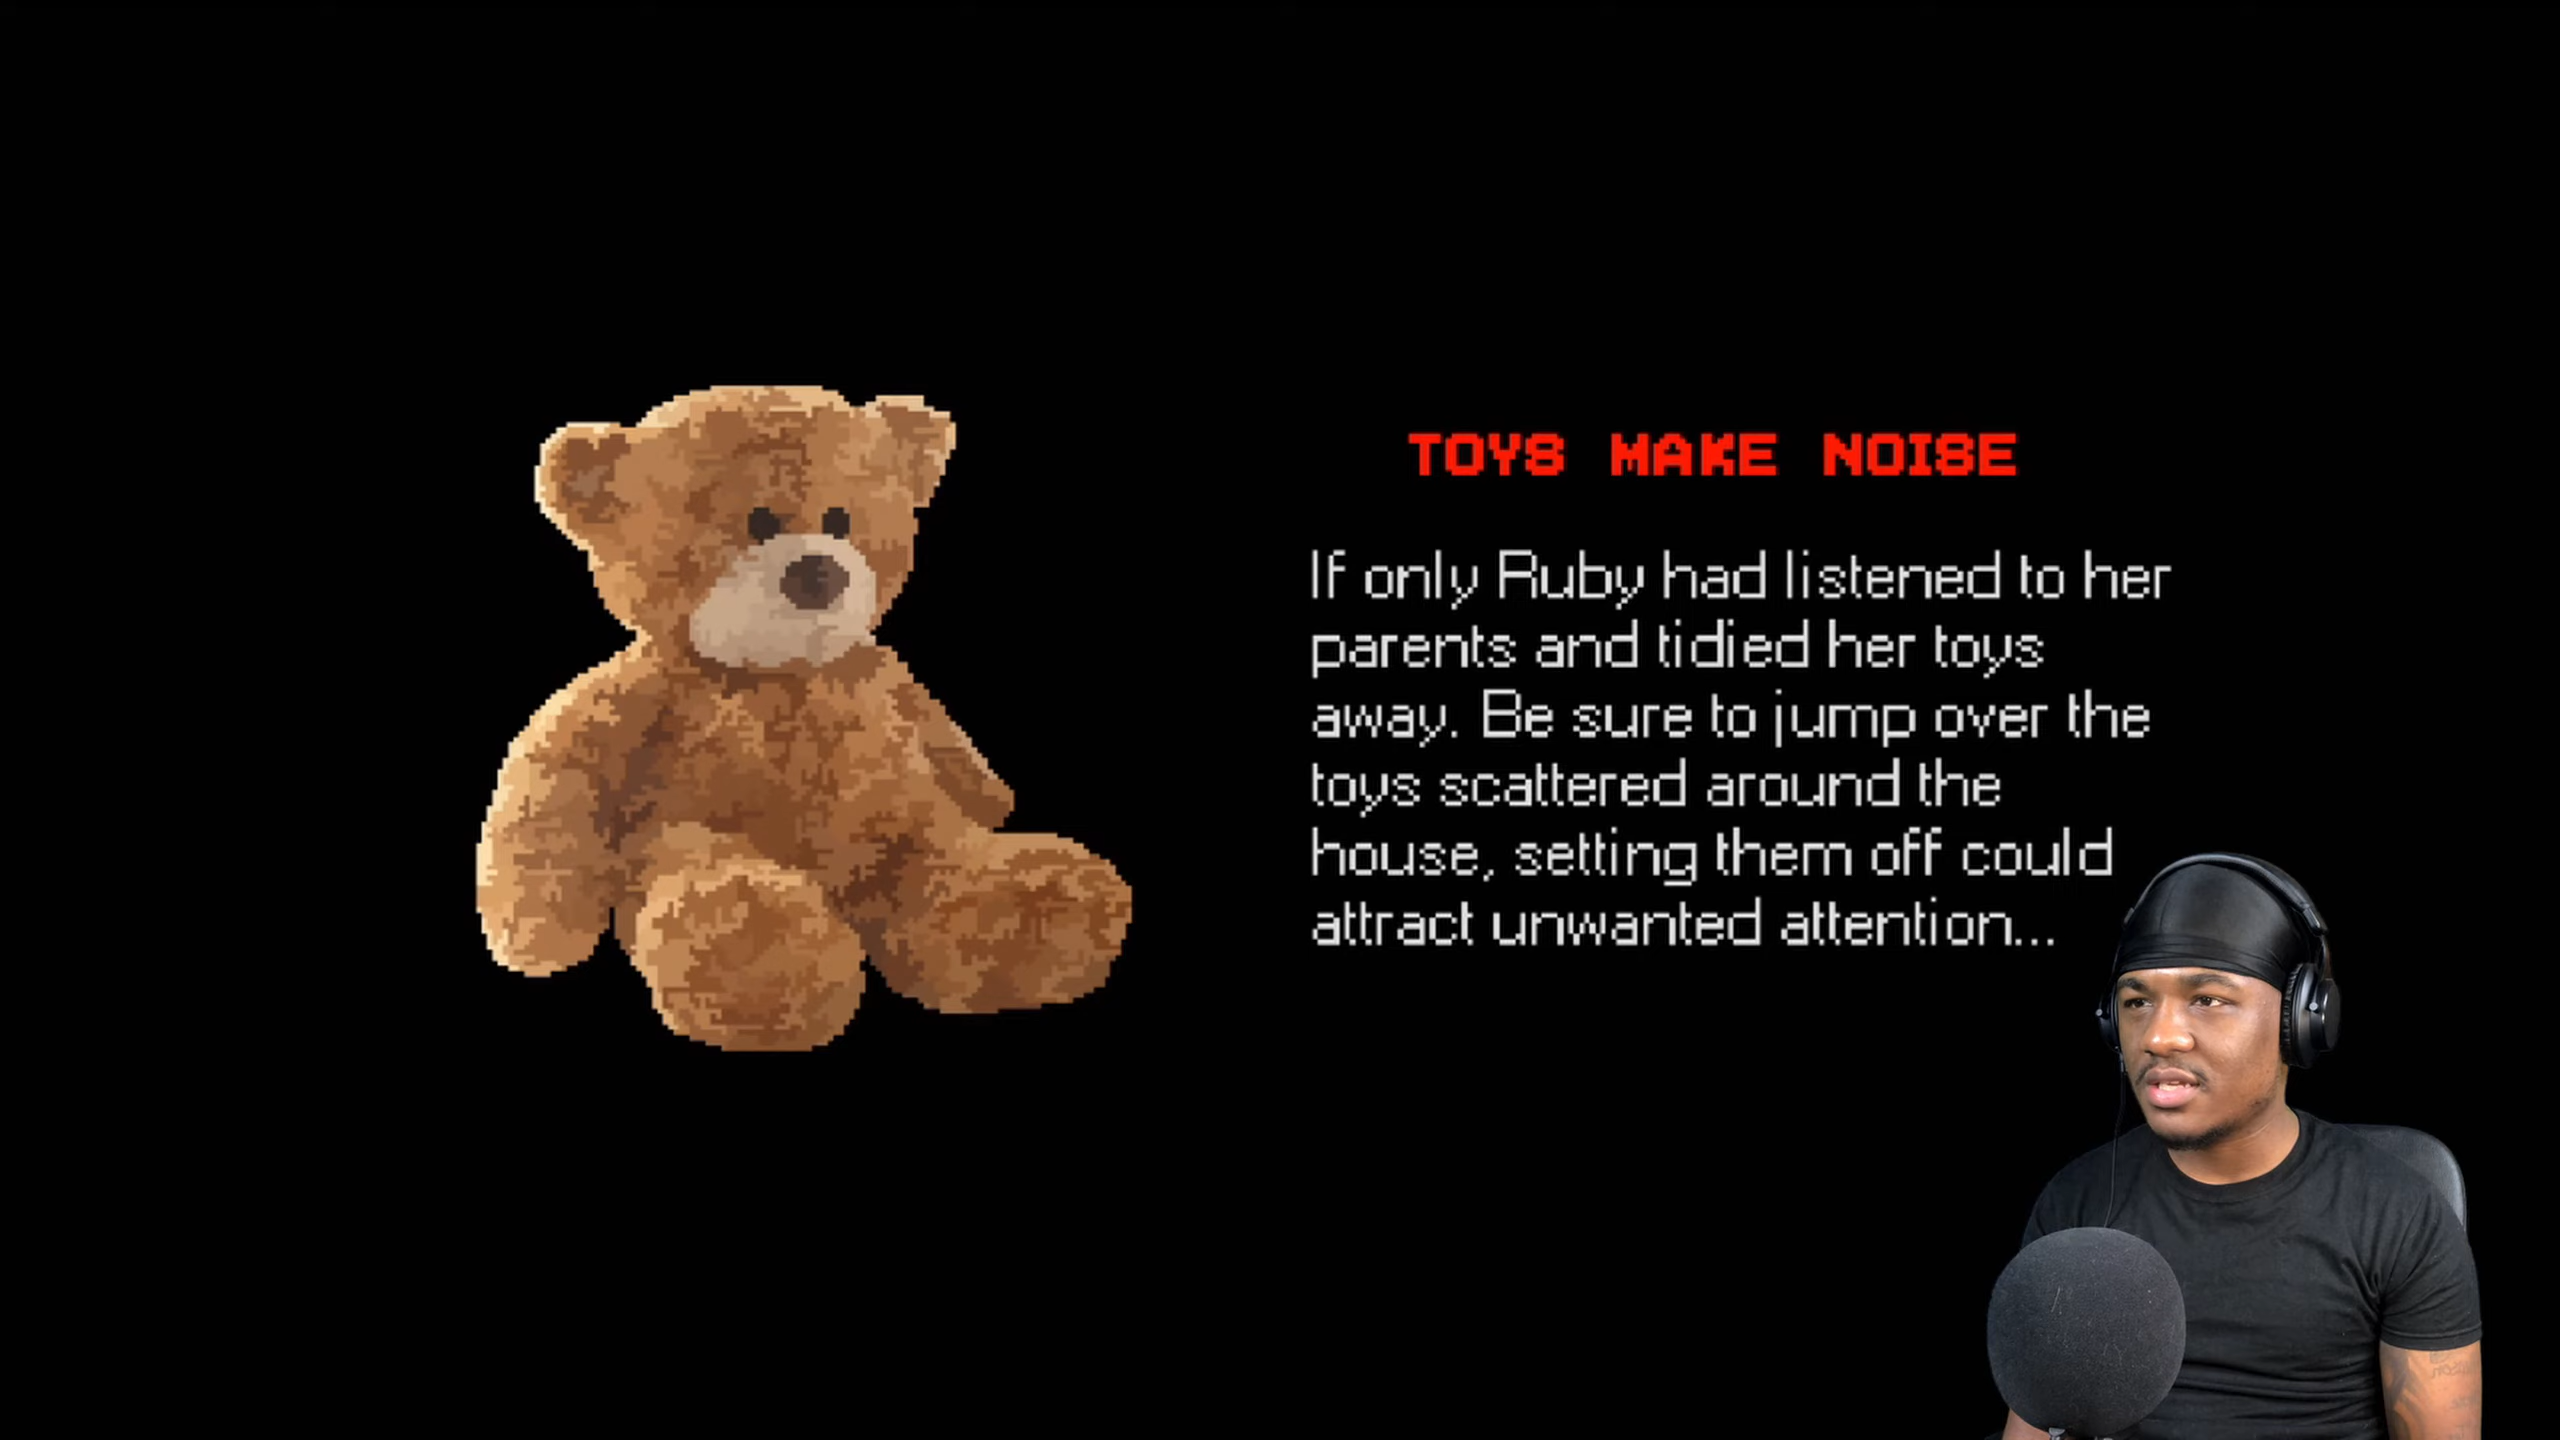 TOYS MAKE NOISE
If only Ruby had listened to her
parents and tidied her toys
away. Be sure to jump over the
toys scattered around the
house, setting them off could
attract unwanted attention...